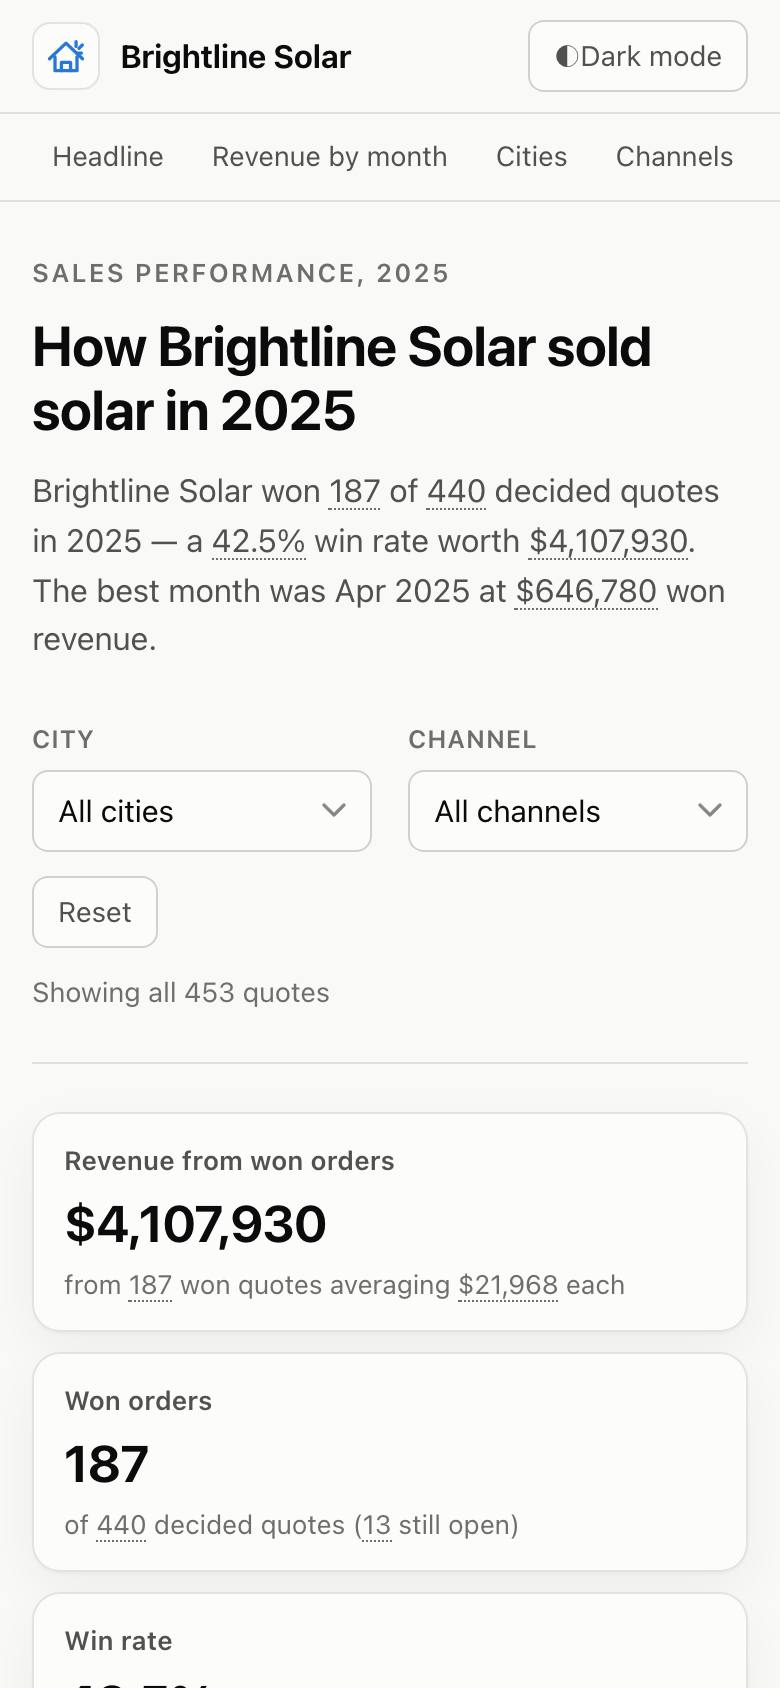 Brightline Solar
Dark mode
Headline Revenue by month Cities Channels
SALES PERFORMANCE, 2025
How Brightline Solar sold
solar in 2025
Brightline Solar won 187 of 440 decided quotes
in 2025 — a 42.5% win rate worth $4,107,930.
The best month was Apr 2025 at $646,780 won
revenue.
CITY CHANNEL
All cities All channels
Reset
Showing all 453 quotes
Revenue from won orders
$4,107,930
from 187 won quotes averaging $21,968 each
Won orders
187
of 440 decided quotes (13 still open)
Win rate